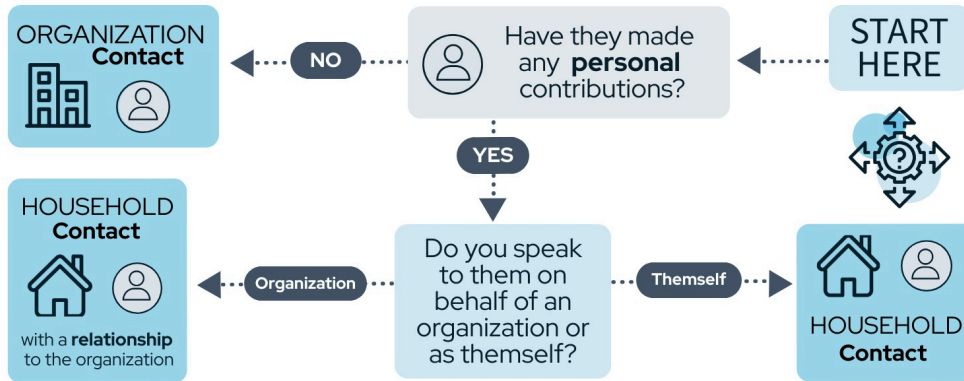 START
HERE
Have they made
any personal
contributions?
NO
ORGANIZATION
Contact
YES
Do you speak
to them on
behalf of an
organization or
as themself?
Organization
HOUSEHOLD
Contact
with a relationship
to the organization
Themself
HOUSEHOLD
Contact
?